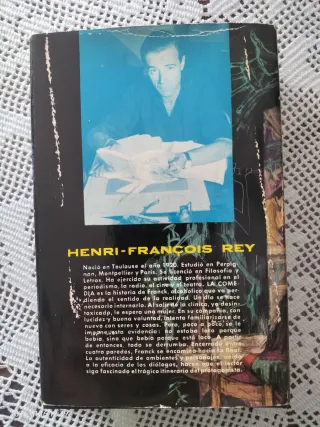 HENRI-FRANÇOIS REY
Nació en Toulouse el año 1920. Estudió en Perpig-
nan, Montpellier y París. Se licenció en Filosofía y
Letras. Ha ejercido su actividad profesional en el
periodismo, la radio, el cine y el teatro. LA COME-
DIA es la historia de Franck, alcohólico que va per-
diendo el sentido de la realidad. Un día se hace
necesario internarlo. Al salir de la clínica, ya desin-
toxicado, le espera una mujer. En su compañía, con
lucidez y buena voluntad, intenta familiarizarse de
nuevo con seres y cosas. Pero, poco a poco, se le
impone esta evidencia: no estaba loco porque
bebía, sino que bebía porque está loco. A partir
de entonces, todo se derrumba. Encerrado entre
cuatro paredes, Franck se encamina hacia su final.
La autenticidad de ambientes y personajes,
a la eficacia de los diálogos, hacen que el lector
siga fascinado el trágico itinerario del protagonista.